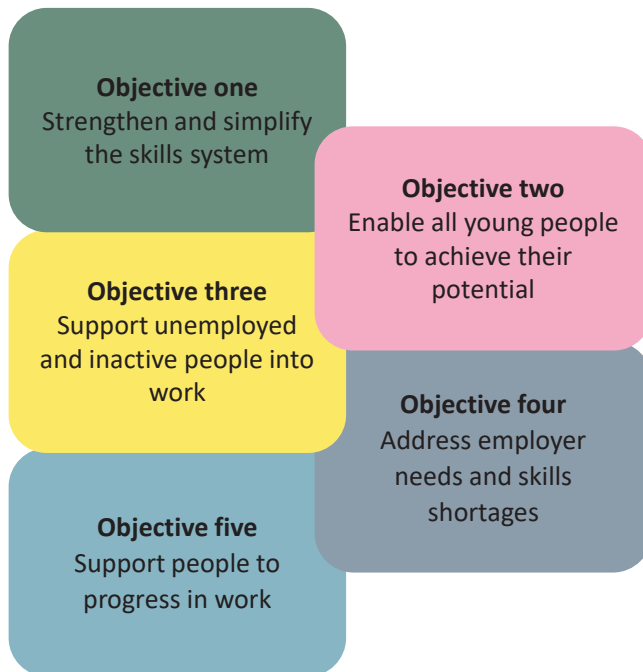 Objective one
Strengthen and simplify
the skills system
Objective two
Enable all young people
to achieve their
potential
Objective three
Support unemployed
and inactive people into
work
Objective four
Address employer
needs and skills
shortages
Objective five
Support people to
progress in work